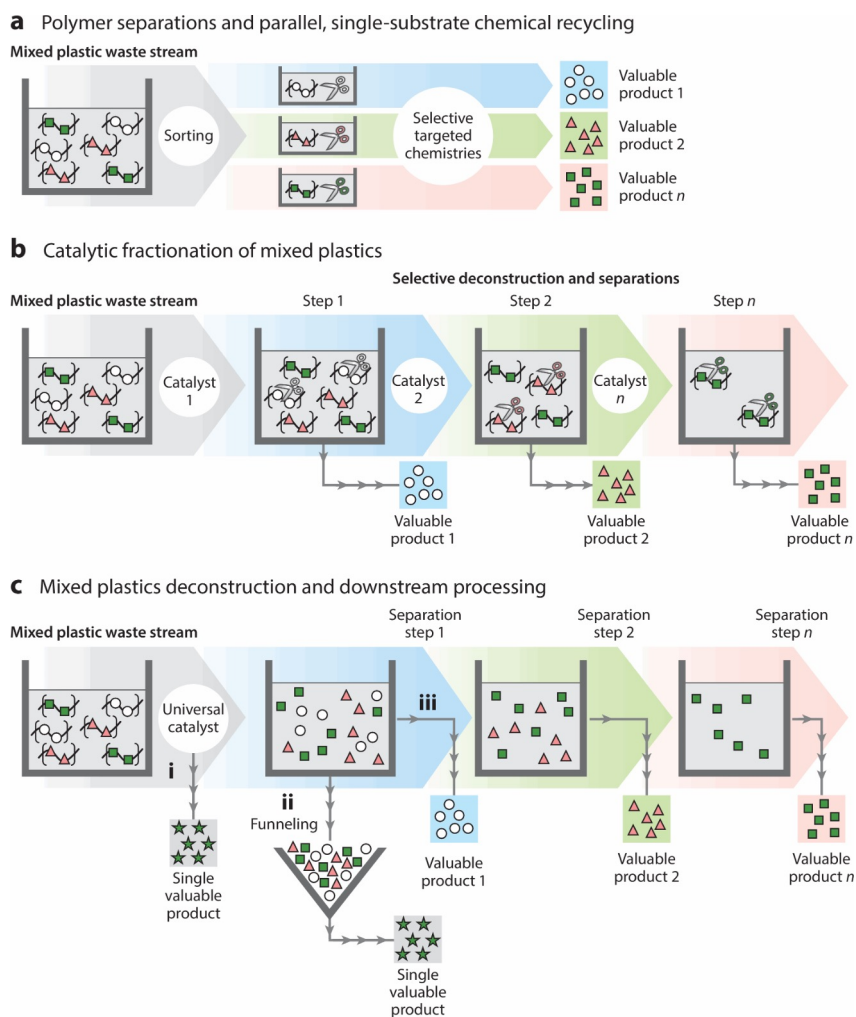 a Polymer separations and parallel, single-substrate chemical recycling
Mixed plastic waste stream
Sorting
Selective
targeted
chemistries
Valuable
product 1
Valuable
product 2
Valuable
product n
b Catalytic fractionation of mixed plastics
Selective deconstruction and separations
Mixed plastic waste stream
Step 1
Step 2
Step n
Catalyst
1
Catalyst
2
Catalyst
n
Valuable
product 1
Valuable
product 2
Valuable
product n
c Mixed plastics deconstruction and downstream processing
Mixed plastic waste stream
Separation
step 1
Separation
step 2
Separation
step n
Universal
catalyst
i
ii
iii
Funneling
Single
valuable
product
Valuable
product 1
Valuable
product 2
Valuable
product n
Single
valuable
product